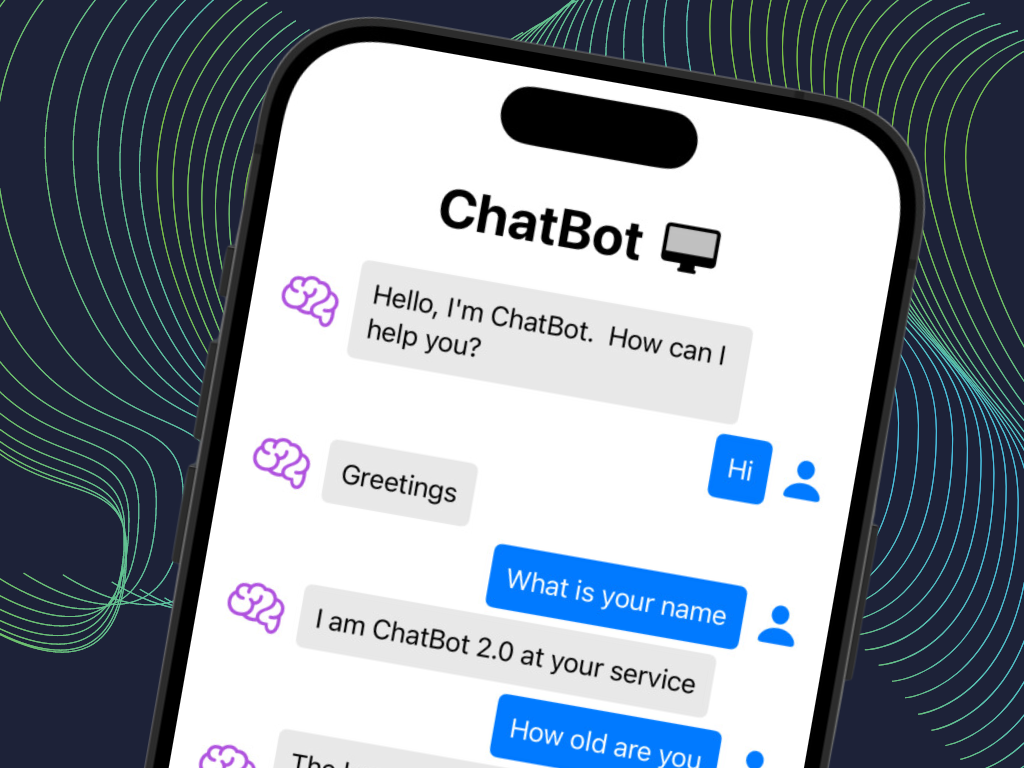 ChatBot
Hello, I'm ChatBot.  How can I
help you?
Hi
Greetings
What is your name
I am ChatBot 2.0 at your service
How old are you